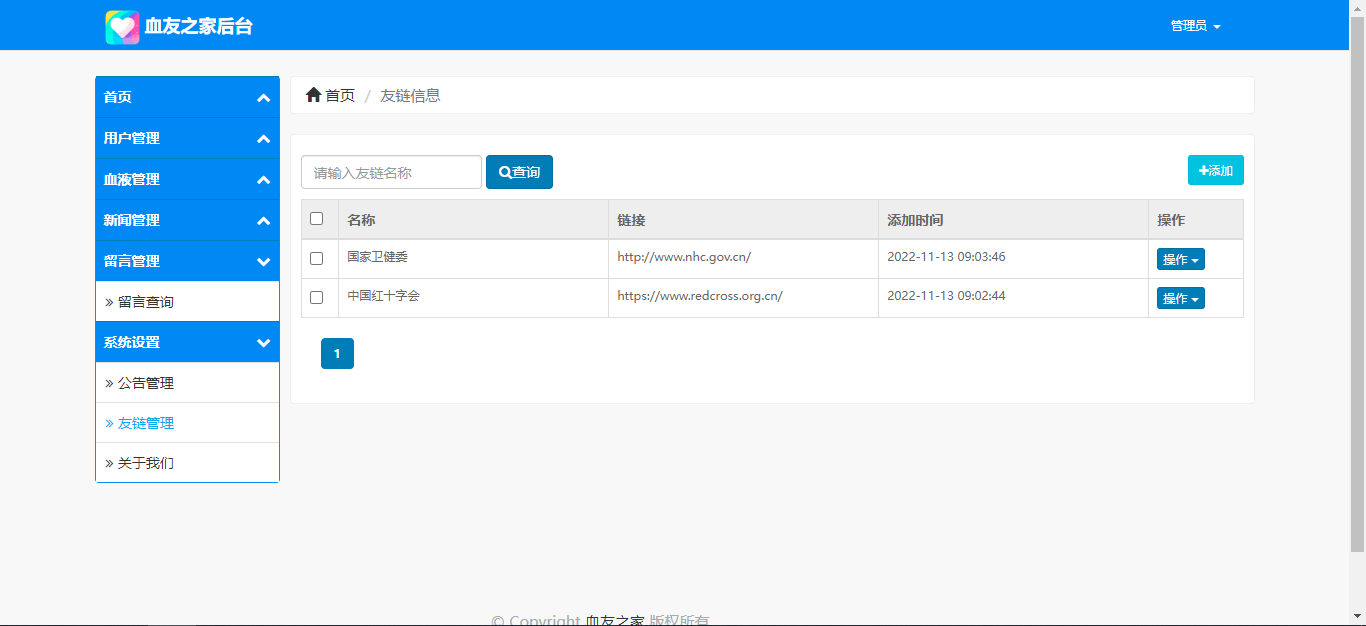 血友之家后台
管理员
首页
用户管理
血液管理
新闻管理
留言管理
» 留言查询
系统设置
» 公告管理
» 友链管理
» 关于我们
首页 / 友链信息
请输入友链名称 查询 添加
名称 链接 添加时间 操作
国家卫健委 http://www.nhc.gov.cn/ 2022-11-13 09:03:46 操作
中国红十字会 https://www.redcross.org.cn/ 2022-11-13 09:02:44 操作
1
© Copyright 血友之家 版权所有